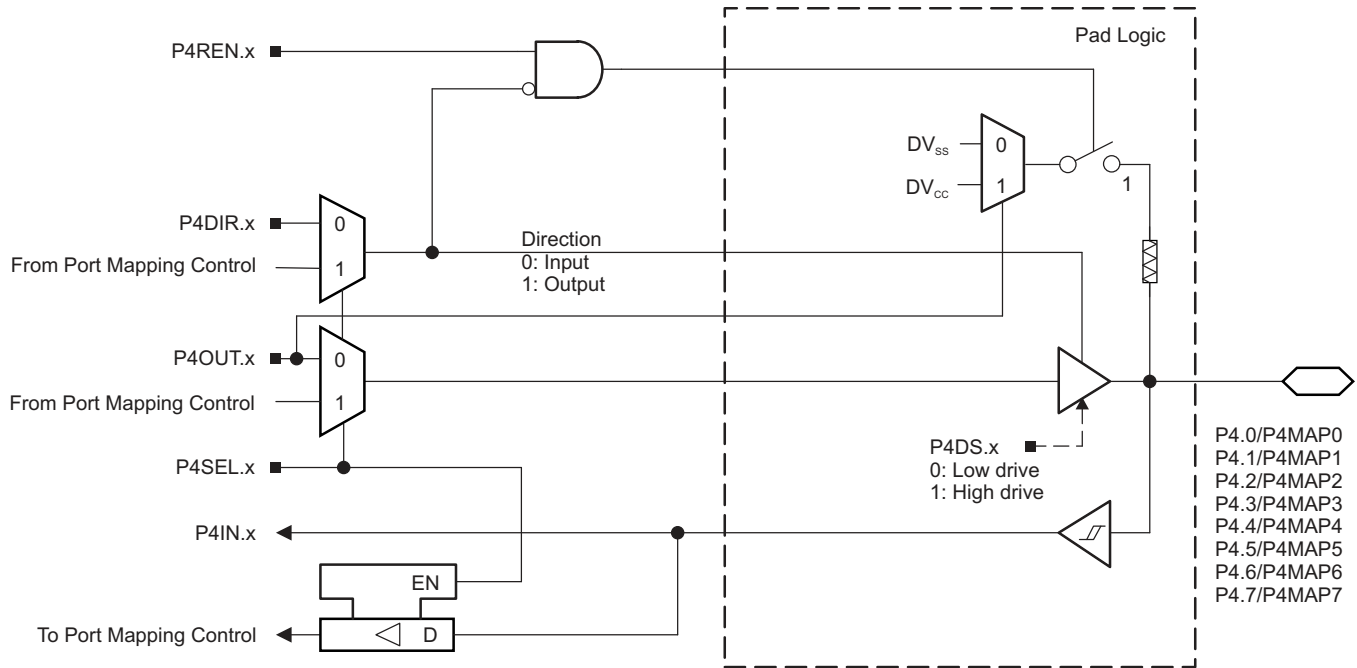 Pad Logic
P4REN.x
DVSS
0
DVCC
1
1
P4DIR.x
0
From Port Mapping Control
1
Direction
0: Input
1: Output
P4OUT.x
0
From Port Mapping Control
1
P4SEL.x
P4DS.x
0: Low drive
1: High drive
P4.0/P4MAP0
P4.1/P4MAP1
P4.2/P4MAP2
P4.3/P4MAP3
P4.4/P4MAP4
P4.5/P4MAP5
P4.6/P4MAP6
P4.7/P4MAP7
P4IN.x
EN
To Port Mapping Control
D